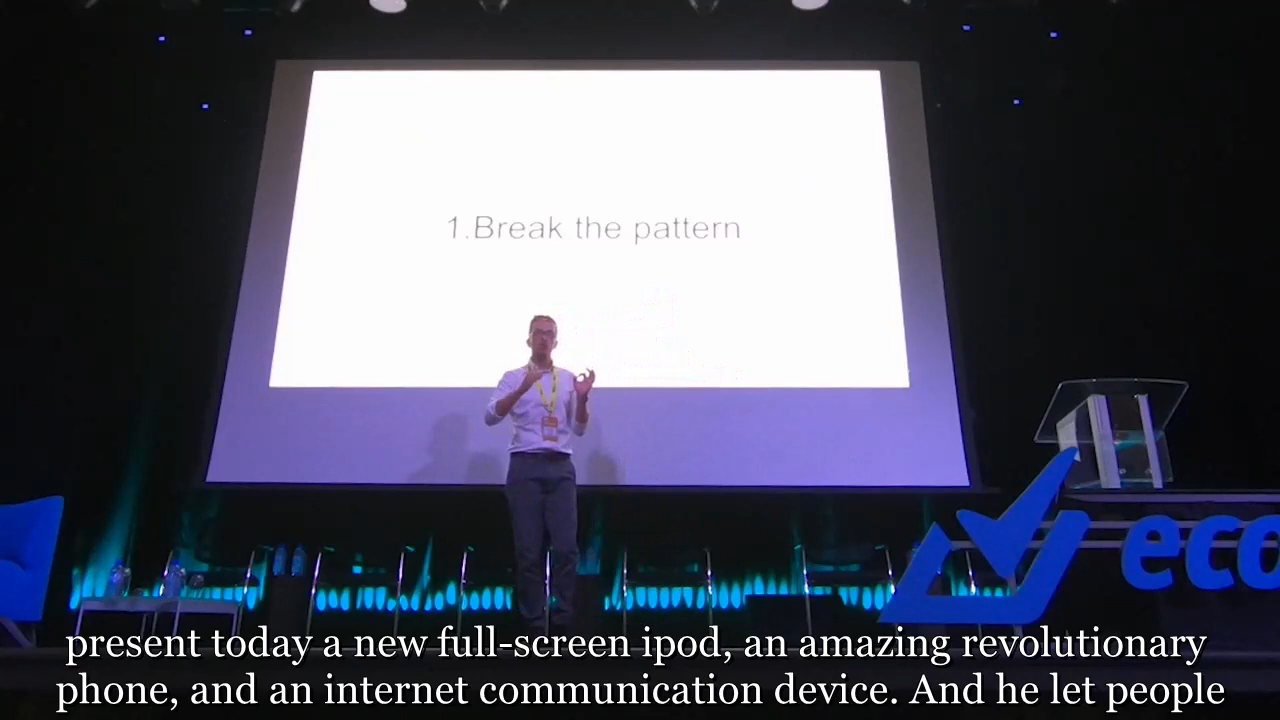 1.Break the pattern
eco
present today a new full-screen ipod, an amazing revolutionary
phone, and an internet communication device. And he let people